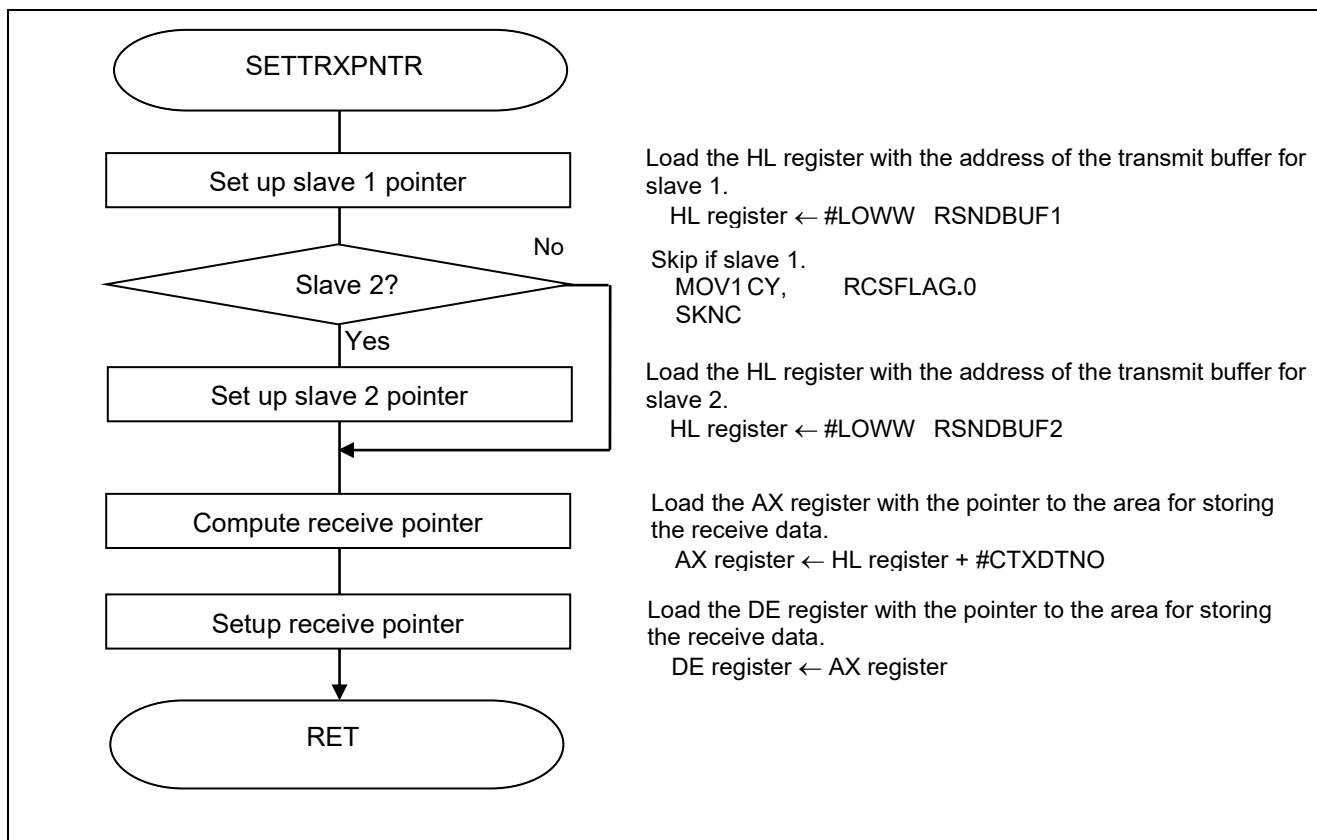 SETTRXPNTR
Set up slave 1 pointer
Load the HL register with the address of the transmit buffer for
slave 1.
HL register ← #LOWW RSNDBUF1
No
Slave 2?
Skip if slave 1.
MOV1 CY, RCSFLAG.0
SKNC
Yes
Set up slave 2 pointer
Load the HL register with the address of the transmit buffer for
slave 2.
HL register ← #LOWW RSNDBUF2
Compute receive pointer
Load the AX register with the pointer to the area for storing
the receive data.
AX register ← HL register + #CTXDTNO
Setup receive pointer
Load the DE register with the pointer to the area for storing
the receive data.
DE register ← AX register
RET